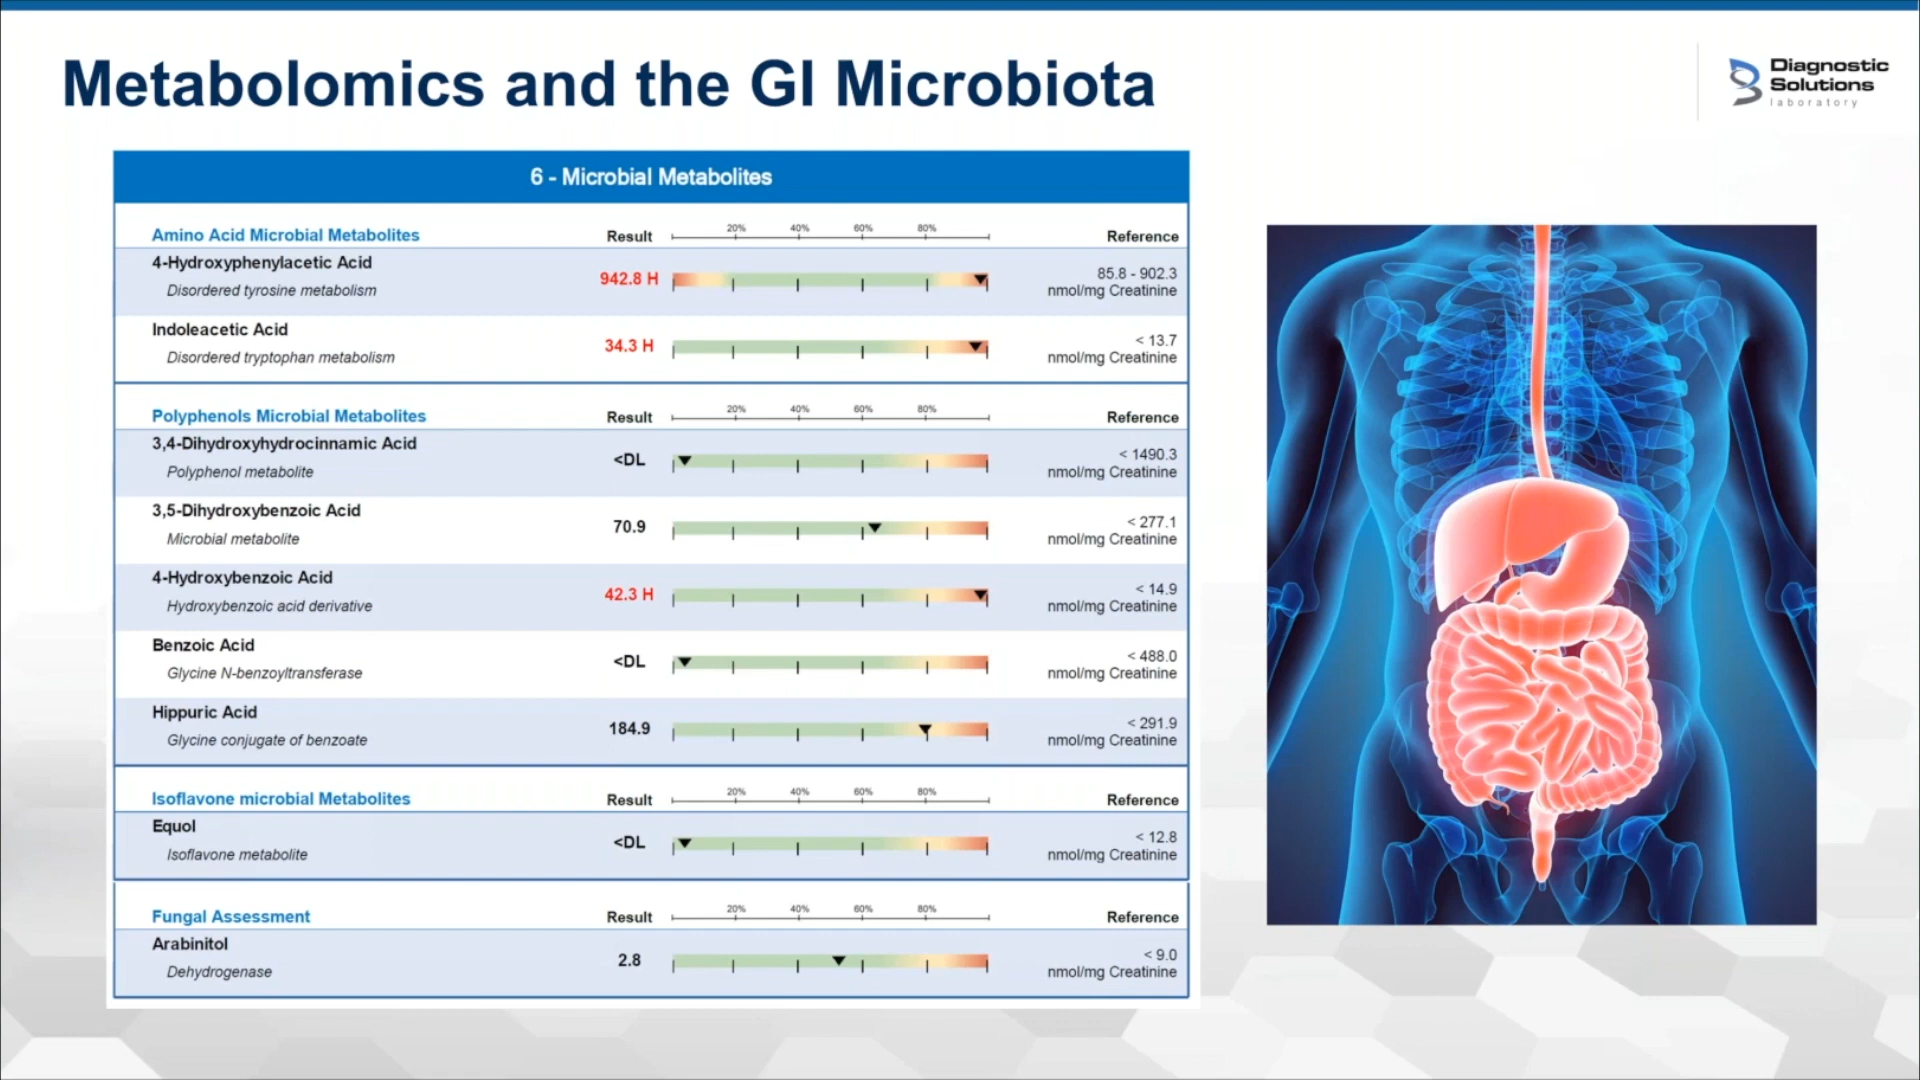 Metabolomics and the GI Microbiota
Diagnostic
Solutions
laboratory
6 - Microbial Metabolites
Amino Acid Microbial Metabolites Result 20% 40% 60% 80% Reference
4-Hydroxyphenylacetic Acid
Disordered tyrosine metabolism
942.8 H
85.8 - 902.3
nmol/mg Creatinine
Indoleacetic Acid
Disordered tryptophan metabolism
34.3 H
< 13.7
nmol/mg Creatinine
Polyphenols Microbial Metabolites Result 20% 40% 60% 80% Reference
3,4-Dihydroxyhydrocinnamic Acid
Polyphenol metabolite
<DL
< 1490.3
nmol/mg Creatinine
3,5-Dihydroxybenzoic Acid
Microbial metabolite
70.9
< 277.1
nmol/mg Creatinine
4-Hydroxybenzoic Acid
Hydroxybenzoic acid derivative
42.3 H
< 14.9
nmol/mg Creatinine
Benzoic Acid
Glycine N-benzoyltransferase
<DL
< 488.0
nmol/mg Creatinine
Hippuric Acid
Glycine conjugate of benzoate
184.9
< 291.9
nmol/mg Creatinine
Isoflavone microbial Metabolites Result 20% 40% 60% 80% Reference
Equol
Isoflavone metabolite
<DL
< 12.8
nmol/mg Creatinine
Fungal Assessment Result 20% 40% 60% 80% Reference
Arabinitol
Dehydrogenase
2.8
< 9.0
nmol/mg Creatinine